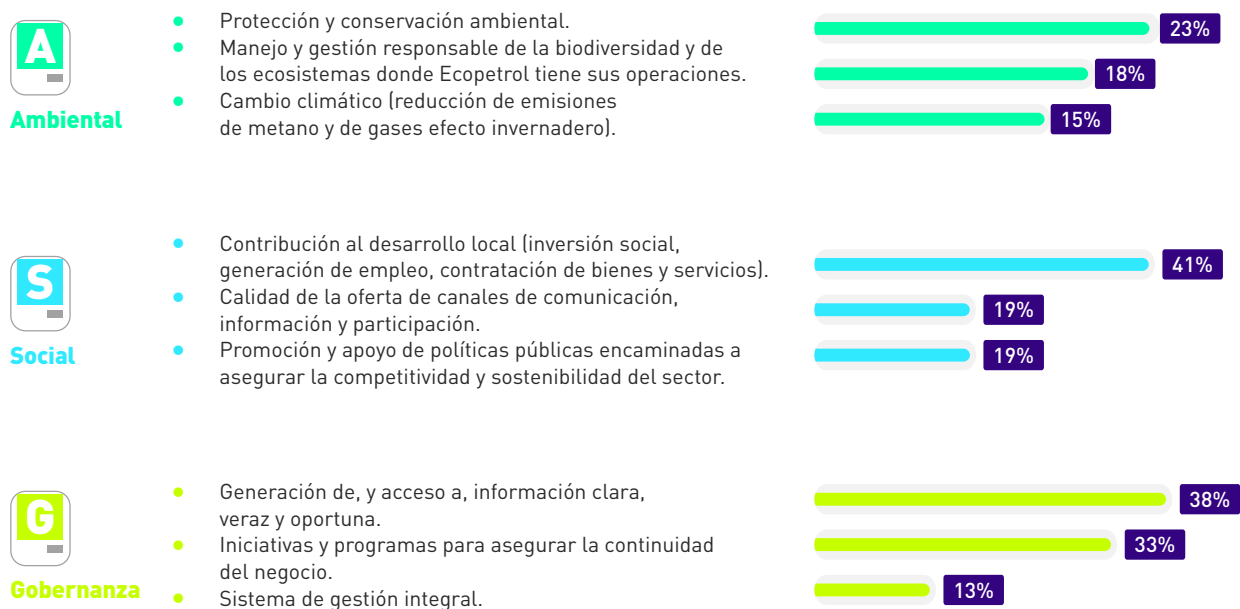 A
Ambiental
Protección y conservación ambiental.
23%
Manejo y gestión responsable de la biodiversidad y de
los ecosistemas donde Ecopetrol tiene sus operaciones.
18%
Cambio climático (reducción de emisiones
de metano y de gases efecto invernadero).
15%
S
Social
Contribución al desarrollo local (inversión social,
generación de empleo, contratación de bienes y servicios).
41%
Calidad de la oferta de canales de comunicación,
información y participación.
19%
Promoción y apoyo de políticas públicas encaminadas a
asegurar la competitividad y sostenibilidad del sector.
19%
G
Gobernanza
Generación de, y acceso a, información clara,
veraz y oportuna.
38%
Iniciativas y programas para asegurar la continuidad
del negocio.
33%
Sistema de gestión integral.
13%